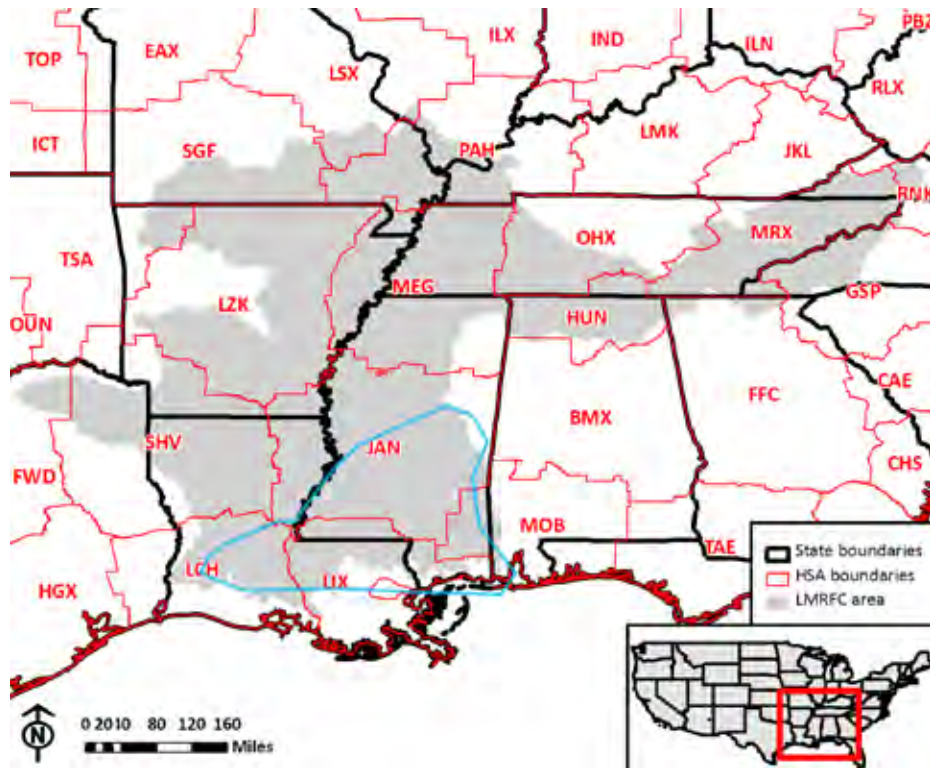 EAX
ILX
IND
PBZ
TOP
LSX
ILN
RLX
ICT
SGF
PAH
LMK
JKL
RNK
TSA
OHX
MRX
LZK
MEG
GSP
OUN
HUN
FFC
CAE
SHV
JAN
BMX
FWD
CHS
MOB
TAE
HGX
LCH
LIX
State boundaries
HSA boundaries
LMRFC area
N
0 20 10 80 120 160
Miles